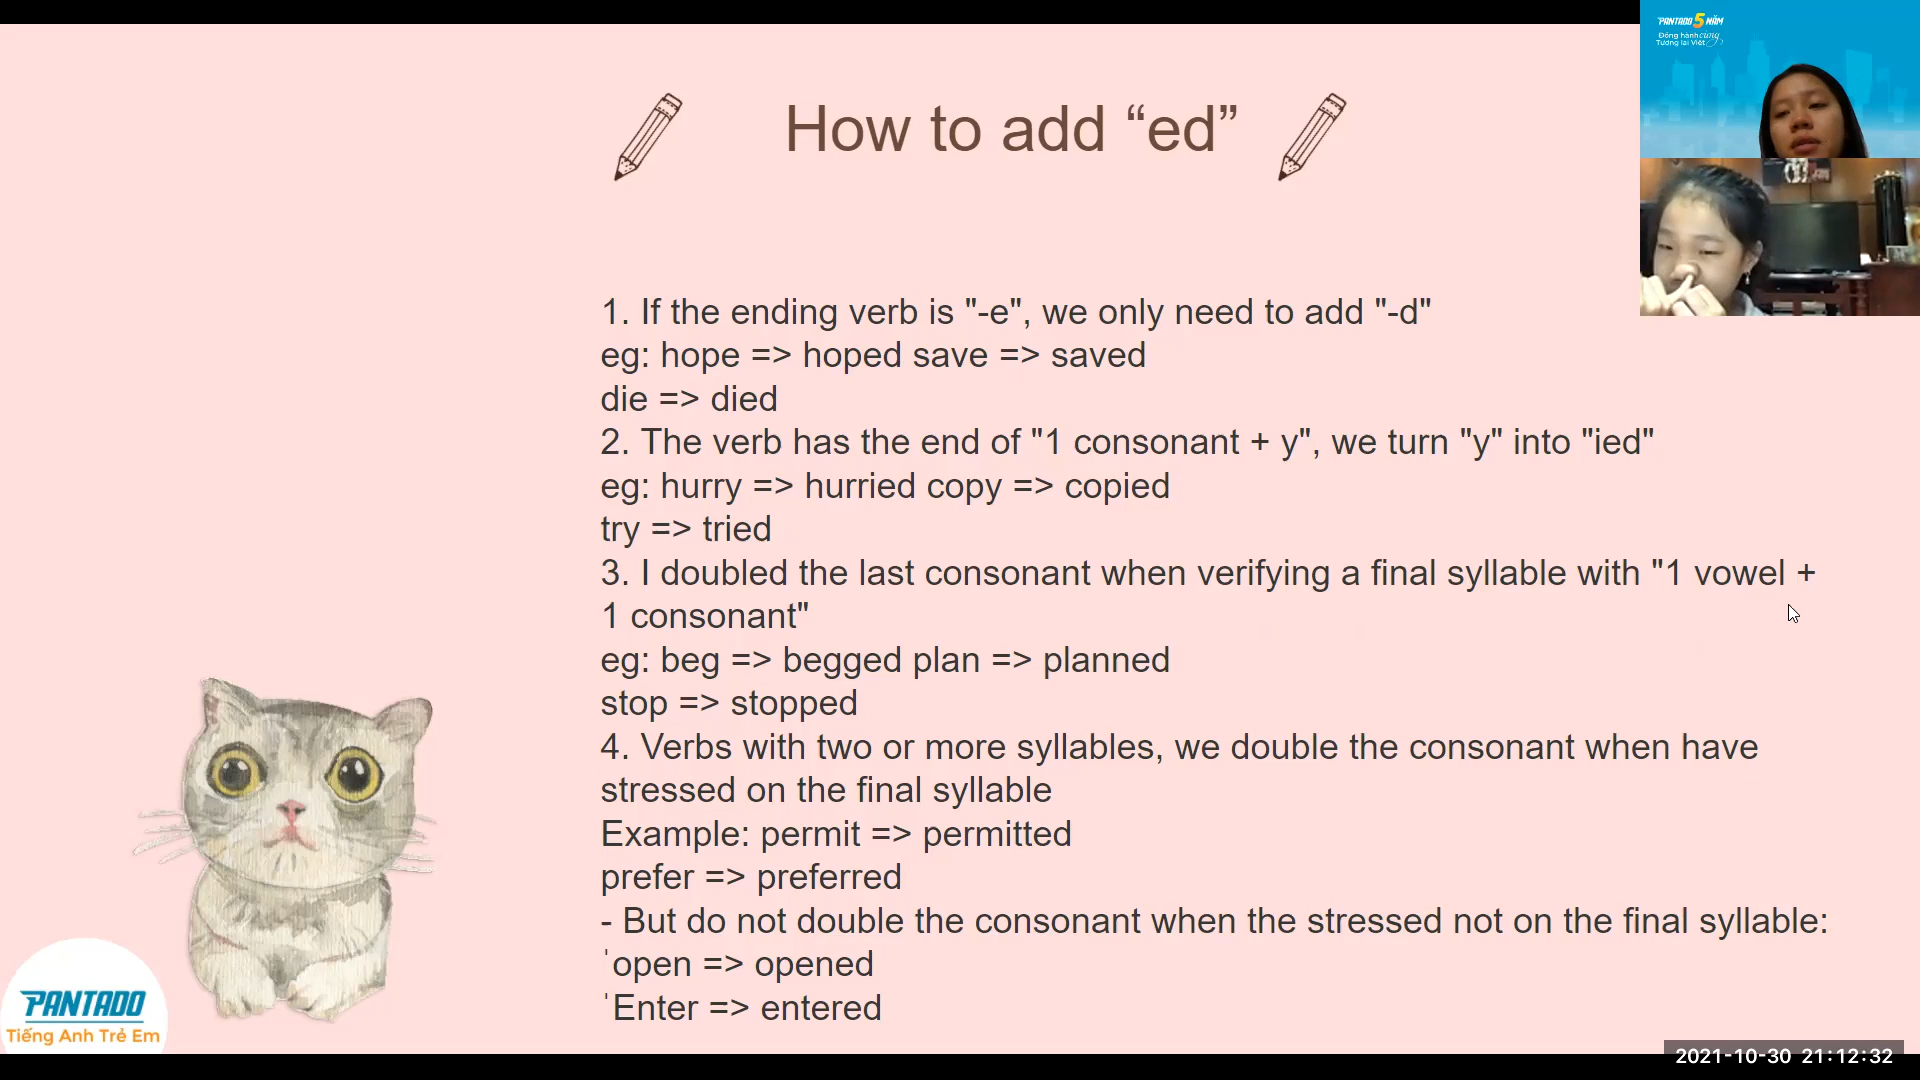 PANTADO 5 NĂM
Đồng hành cùng
Tương lai Việt
How to add “ed”
1. If the ending verb is "-e", we only need to add "-d"
eg: hope => hoped save => saved
die => died
2. The verb has the end of "1 consonant + y", we turn "y" into "ied"
eg: hurry => hurried copy => copied
try => tried
3. I doubled the last consonant when verifying a final syllable with "1 vowel +
1 consonant"
eg: beg => begged plan => planned
stop => stopped
4. Verbs with two or more syllables, we double the consonant when have
stressed on the final syllable
Example: permit => permitted
prefer => preferred
- But do not double the consonant when the stressed not on the final syllable:
ˈopen => opened
ˈEnter => entered
PANTADO
Tiếng Anh Trẻ Em
2021-10-30 21:12:32